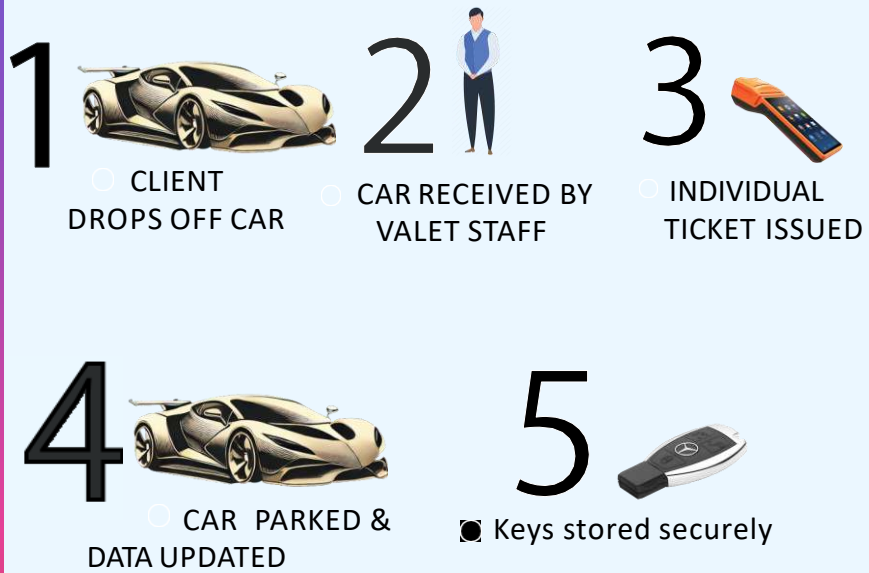 1
2
3
CLIENT
DROPS OFF CAR
CAR RECEIVED BY
VALET STAFF
INDIVIDUAL
TICKET ISSUED
4
5
CAR PARKED &
DATA UPDATED
Keys stored securely